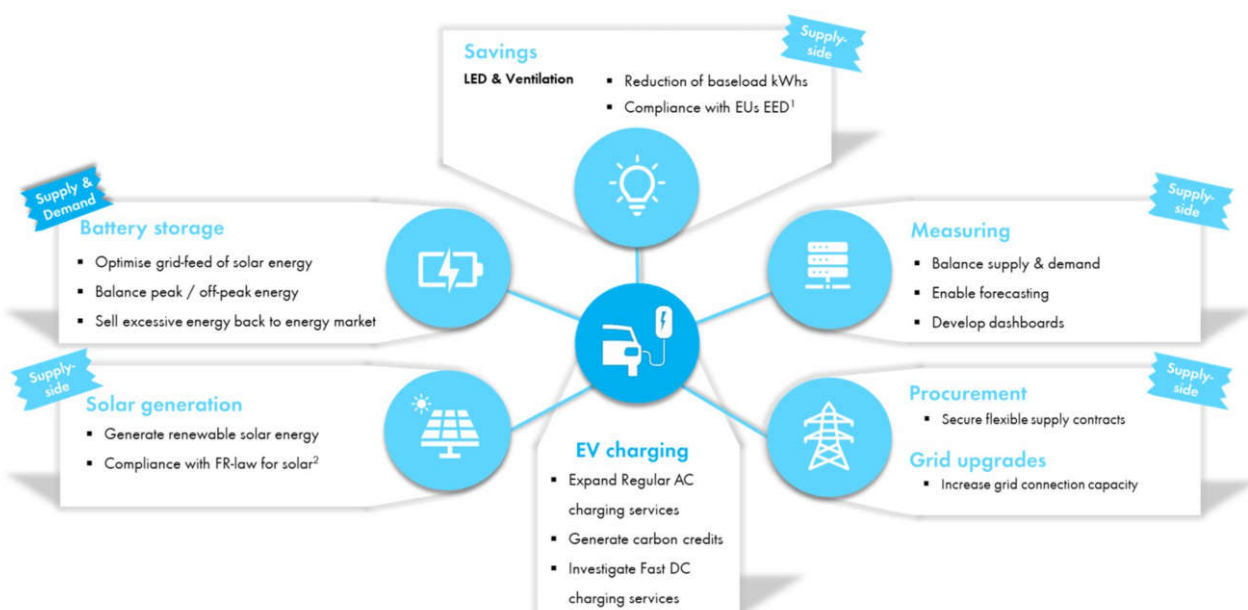 Supply-
side
Savings
LED & Ventilation
▪ Reduction of baseload kWhs
▪ Compliance with EUs EED¹
Supply &
Demand
Battery storage
▪ Optimise grid-feed of solar energy
▪ Balance peak / off-peak energy
▪ Sell excessive energy back to energy market
Supply-
side
Measuring
▪ Balance supply & demand
▪ Enable forecasting
▪ Develop dashboards
Supply-
side
Solar generation
▪ Generate renewable solar energy
▪ Compliance with FR-law for solar²
Supply-
side
Procurement
▪ Secure flexible supply contracts
Grid upgrades
▪ Increase grid connection capacity
EV charging
▪ Expand Regular AC
charging services
▪ Generate carbon credits
▪ Investigate Fast DC
charging services